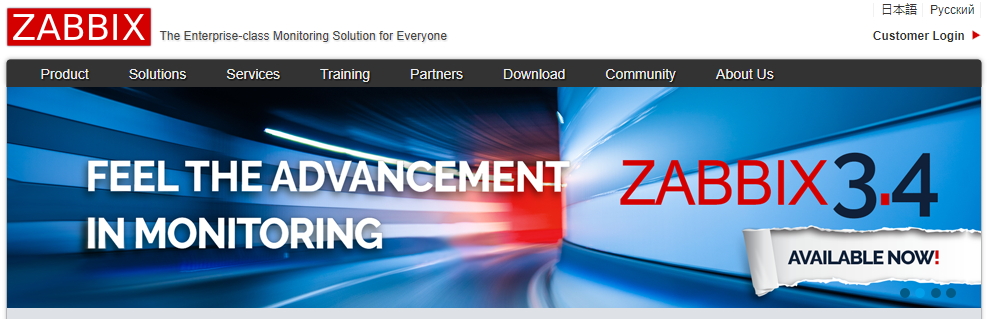 日本語 Русский
ZABBIX The Enterprise-class Monitoring Solution for Everyone
Customer Login
Product Solutions Services Training Partners Download Community About Us
FEEL THE ADVANCEMENT
IN MONITORING
ZABBIX 3.4
AVAILABLE NOW!